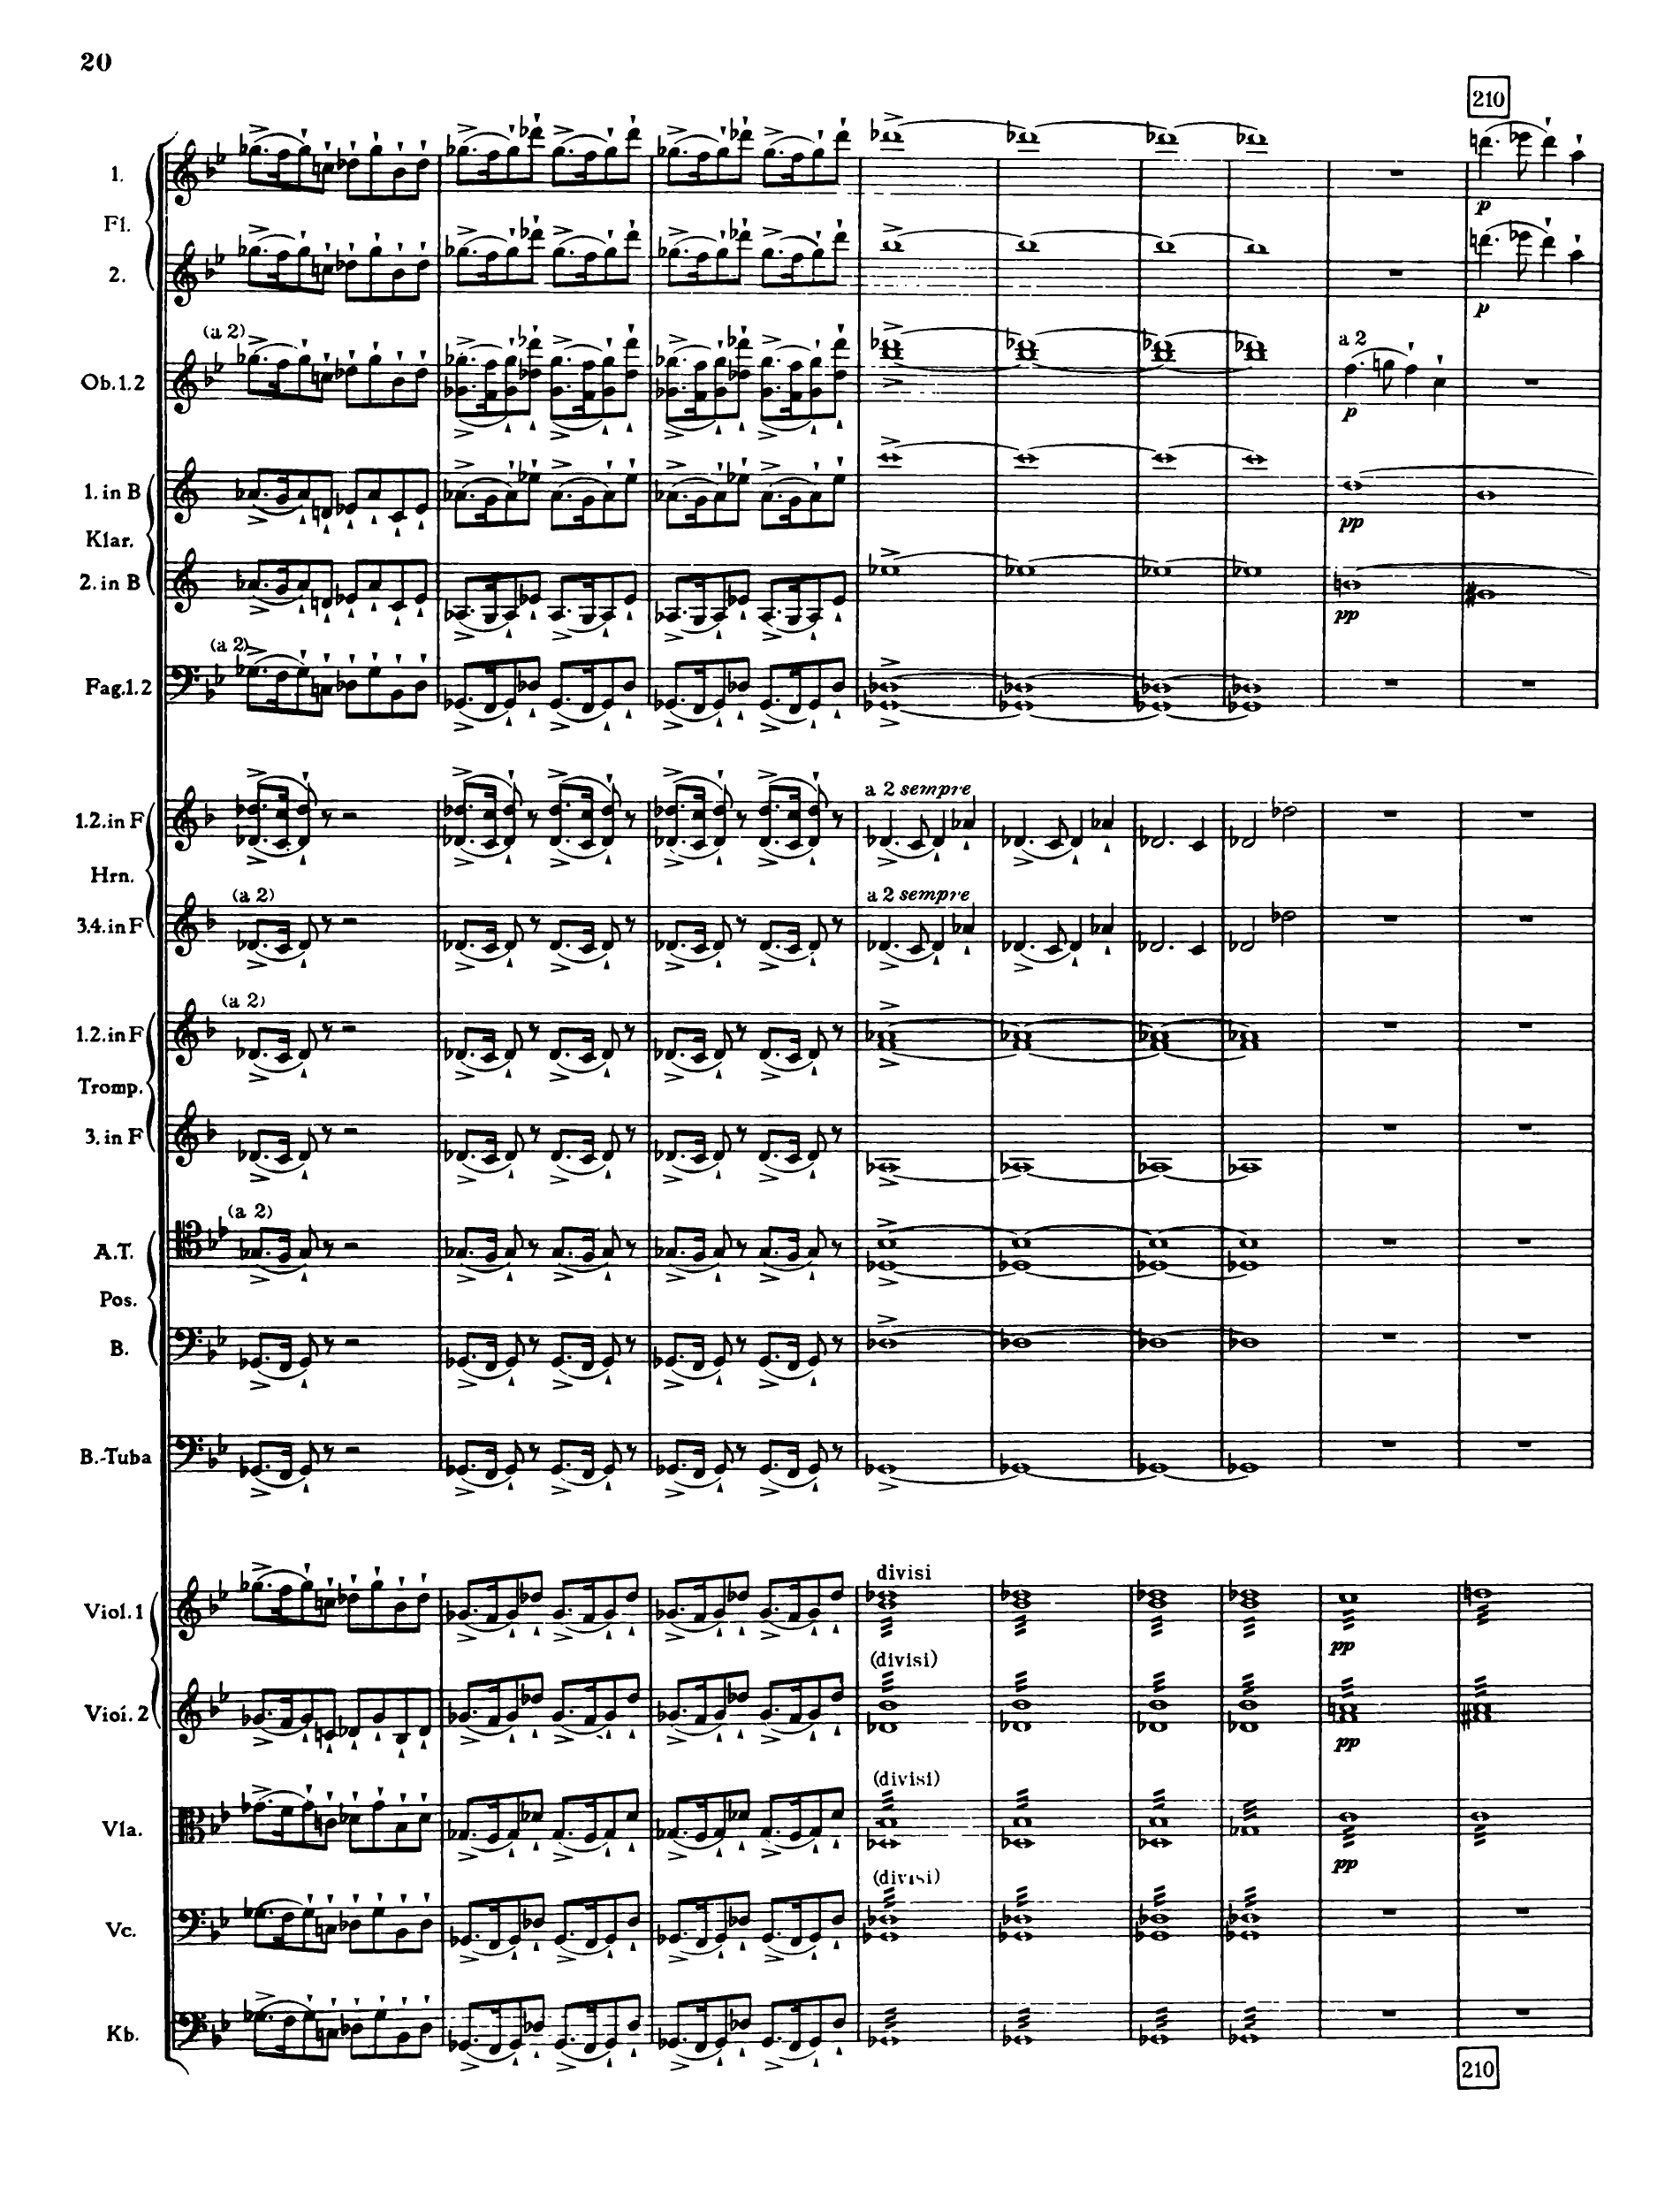 20
210
1.
Fl.
2.
p
p
(a 2)
Ob.1.2
a 2
p
1. in B
pp
Klar.
2. in B
pp
(a 2)
Fag.1.2
a 2 sempre
1.2. in F
Hrn.
(a 2)
a 2 sempre
3.4. in F
(a 2)
1.2. in F
Tromp.
3. in F
(a 2)
A.T.
Pos.
B.
B.-Tuba
divisi
Viol. 1
pp
(divisi)
Viol. 2
pp
(divisi)
Vla.
pp
(divisi)
Vc.
Kb.
210